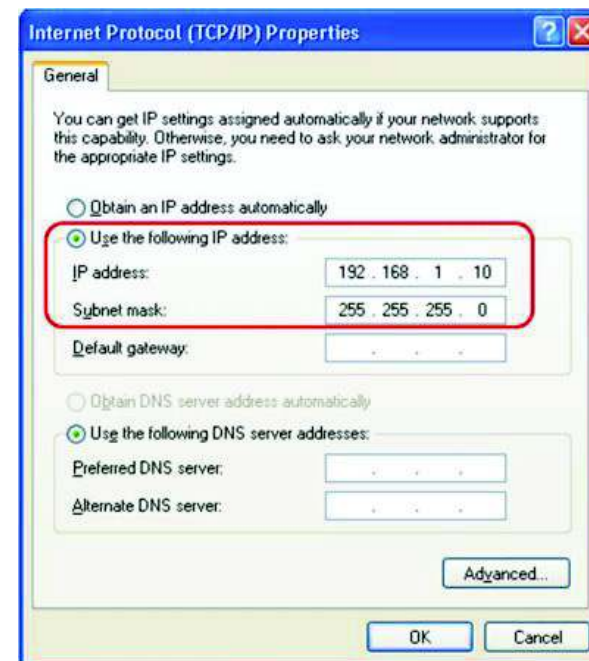 Internet Protocol (TCP/IP) Properties
General
You can get IP settings assigned automatically if your network supports
this capability. Otherwise, you need to ask your network administrator for
the appropriate IP settings.
Obtain an IP address automatically
Use the following IP address:
IP address: 192 . 168 . 1 . 10
Subnet mask: 255 . 255 . 255 . 0
Default gateway: . . .
Obtain DNS server address automatically
Use the following DNS server addresses:
Preferred DNS server: . . .
Alternate DNS server: . . .
Advanced...
OK Cancel